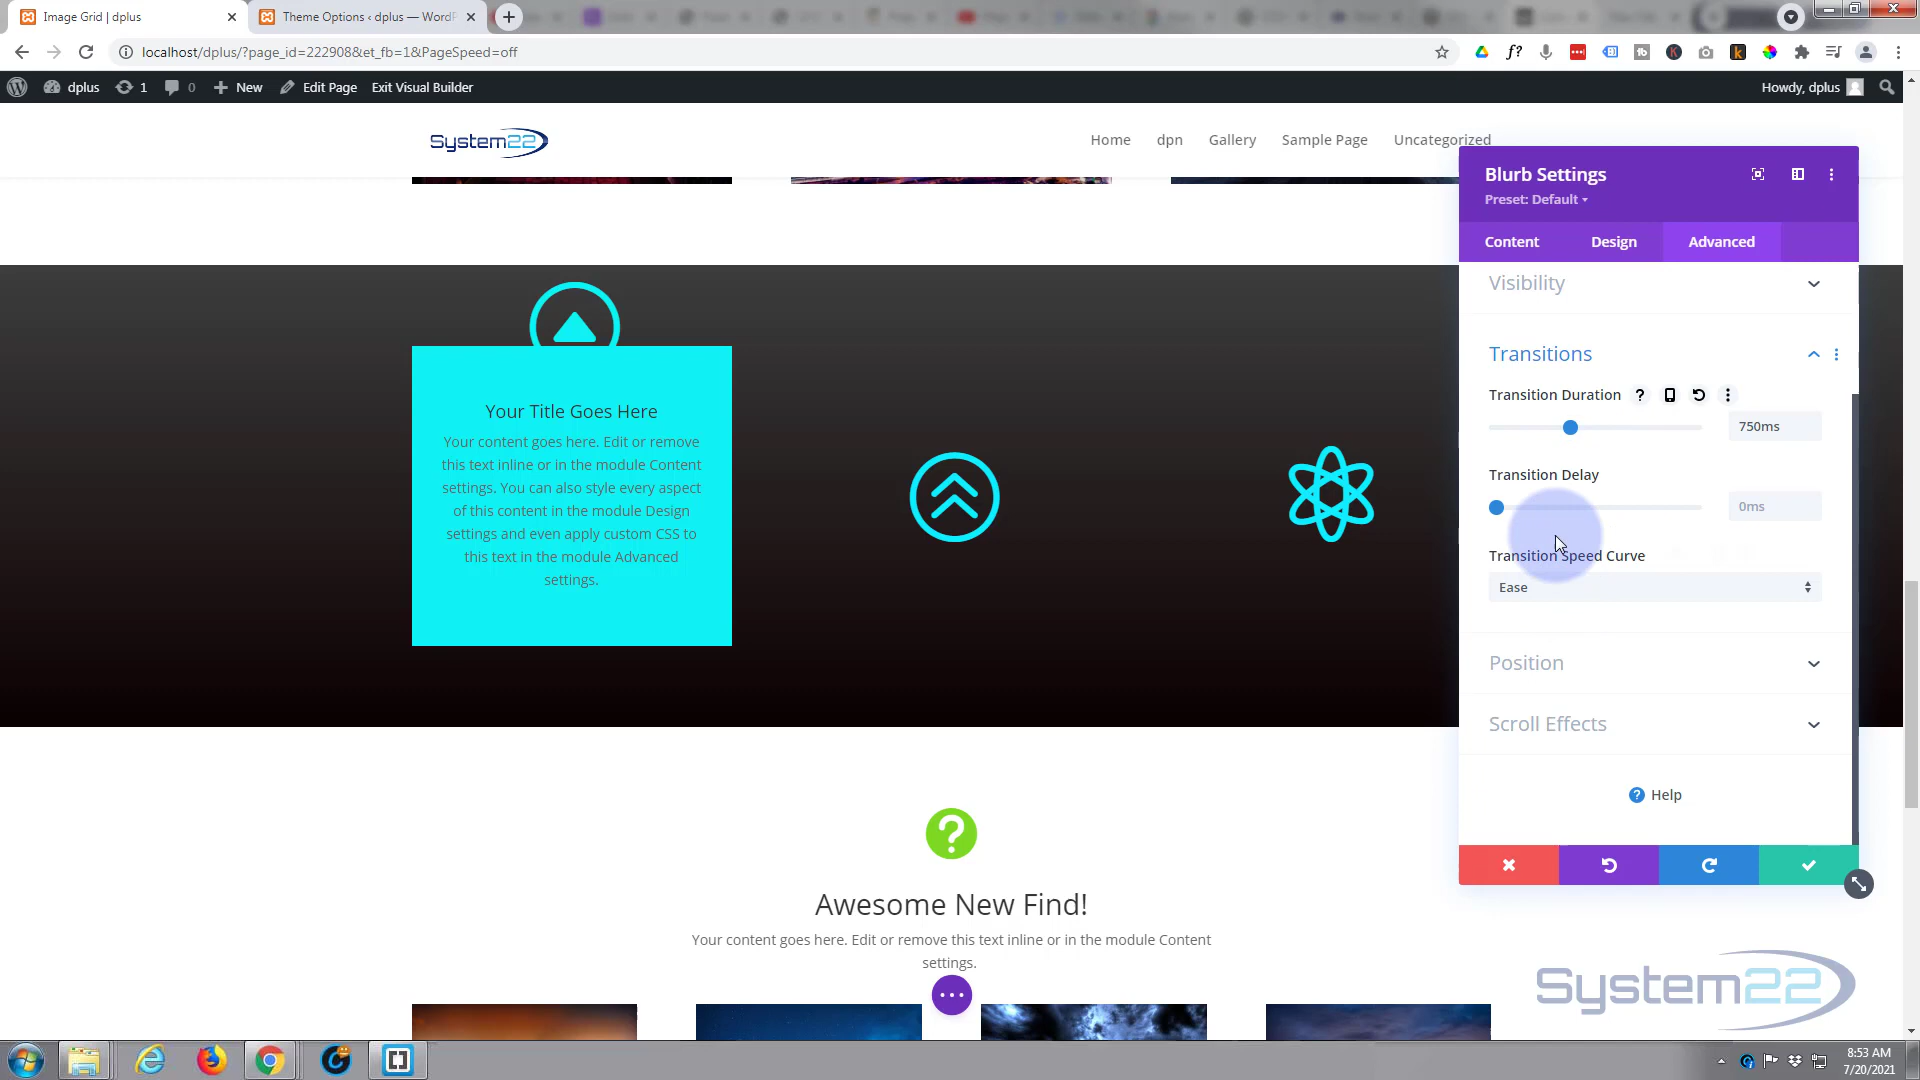 Image Grid | dplus
Theme Options ‹ dplus — WordP
localhost/dplus/?page_id=222908&et_fb=1&PageSpeed=off
dplus 1 0 New Edit Page Exit Visual Builder
Howdy, dplus
System22
Home dpn Gallery Sample Page Uncategorized
Blurb Settings
Preset: Default
Content Design Advanced
Visibility
Transitions
Transition Duration
750ms
Transition Delay
0ms
Transition Speed Curve
Ease
Position
Scroll Effects
Help
Your Title Goes Here
Your content goes here. Edit or remove
this text inline or in the module Content
settings. You can also style every aspect
of this content in the module Design
settings and even apply custom CSS to
this text in the module Advanced
settings.
Awesome New Find!
Your content goes here. Edit or remove this text inline or in the module Content
settings.
System22
8:53 AM
7/20/2021